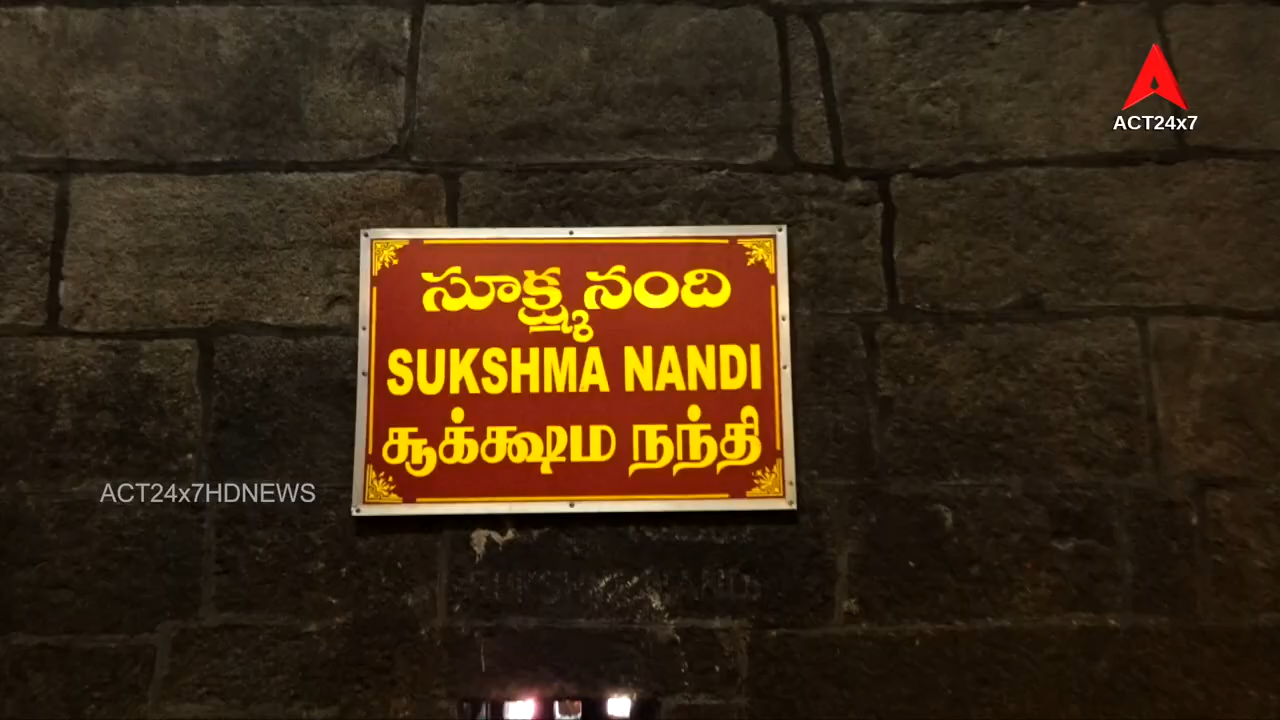 ACT24x7
సూక్ష్మ నంది
SUKSHMA NANDI
சூக்க்ஷம நந்தி
ACT24x7HDNEWS